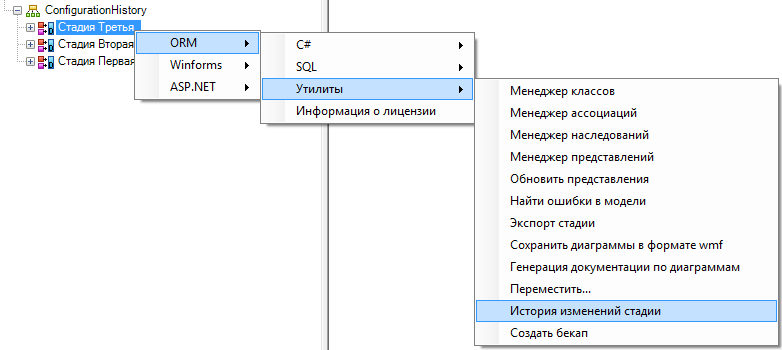 ConfigurationHistory
Стадия Третья
Стадия Вторая
Стадия Первая
ORM
Winforms
ASP.NET
C#
SQL
Утилиты
Информация о лицензии
Менеджер классов
Менеджер ассоциаций
Менеджер наследований
Менеджер представлений
Обновить представления
Найти ошибки в модели
Экспорт стадии
Сохранить диаграммы в формате wmf
Генерация документации по диаграммам
Переместить...
История изменений стадии
Создать бекап